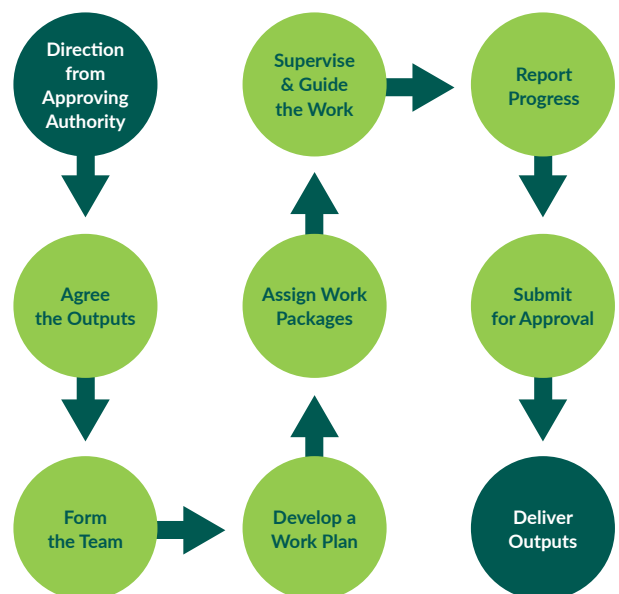 Direction
from
Approving
Authority
Agree
the Outputs
Form
the Team
Develop a
Work Plan
Assign Work
Packages
Supervise
& Guide
the Work
Report
Progress
Submit
for Approval
Deliver
Outputs